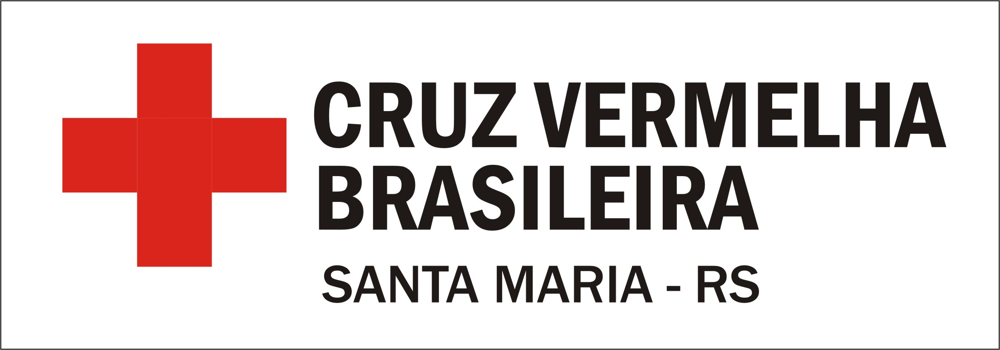 CRUZ VERMELHA
BRASILEIRA
SANTA MARIA - RS